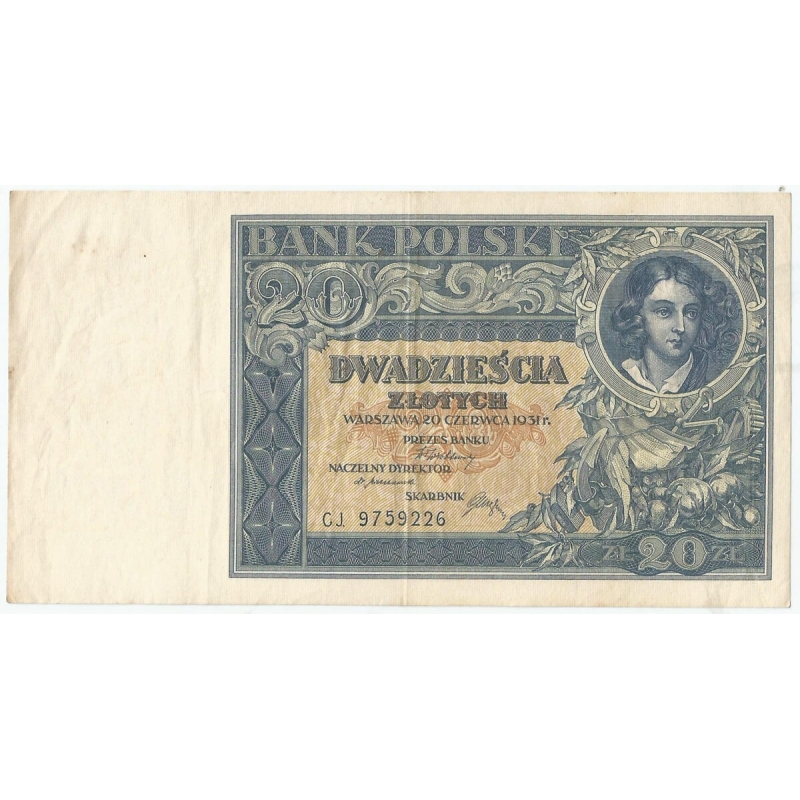 BANK POLSKI
20
DWADZIEŚCIA
ZŁOTYCH
WARSZAWA 20 CZERWCA 1931 r.
PREZES BANKU
NACZELNY DYREKTOR
SKARBNIK
CJ. 9759226
ZŁ 20 ZŁ